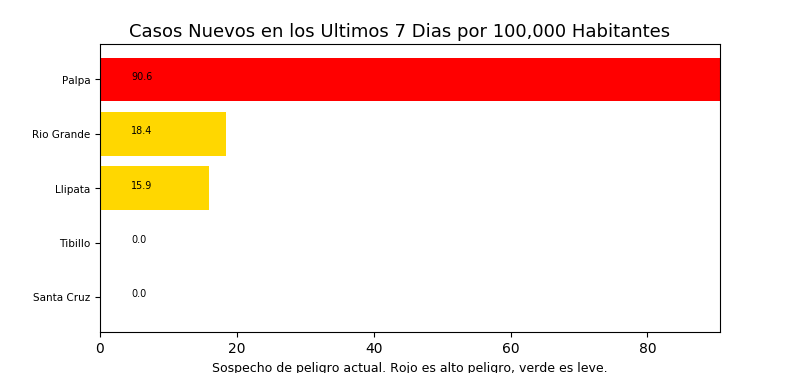 Casos Nuevos en los Ultimos 7 Dias por 100,000 Habitantes
Palpa 90.6
Rio Grande 18.4
Llipata 15.9
Tibillo 0.0
Santa Cruz 0.0
0 20 40 60 80
Sospecho de peligro actual. Rojo es alto peligro, verde es leve.